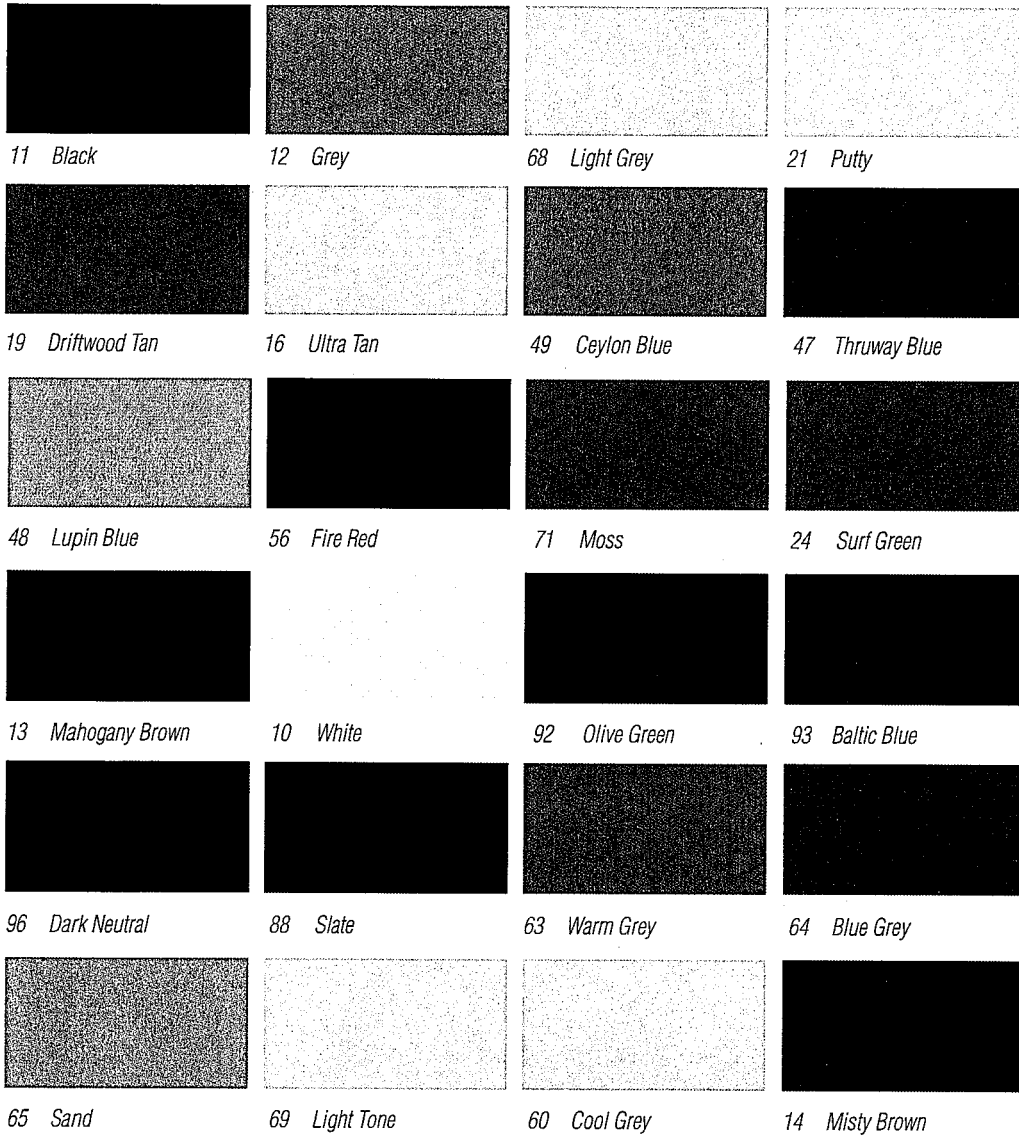 11 Black 12 Grey 68 Light Grey 21 Putty
19 Driftwood Tan 16 Ultra Tan 49 Ceylon Blue 47 Thruway Blue
48 Lupin Blue 56 Fire Red 71 Moss 24 Surf Green
13 Mahogany Brown 10 White 92 Olive Green 93 Baltic Blue
96 Dark Neutral 88 Slate 63 Warm Grey 64 Blue Grey
65 Sand 69 Light Tone 60 Cool Grey 14 Misty Brown